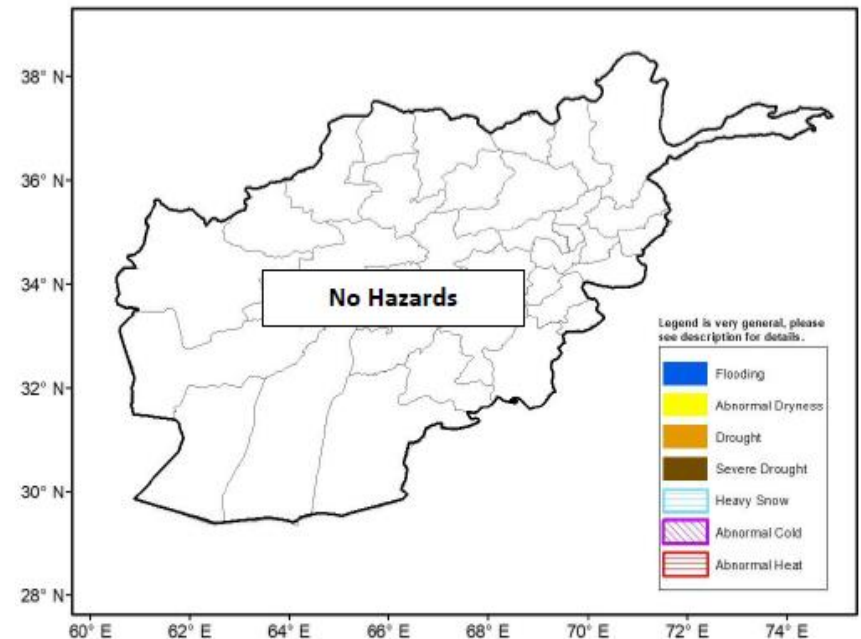 38° N
36° N
34° N
32° N
30° N
28° N
No Hazards
Legend is very general, please
see description for details.
Flooding
Abnormal Dryness
Drought
Severe Drought
Heavy Snow
Abnormal Cold
Abnormal Heat
60° E 62° E 64° E 66° E 68° E 70° E 72° E 74° E